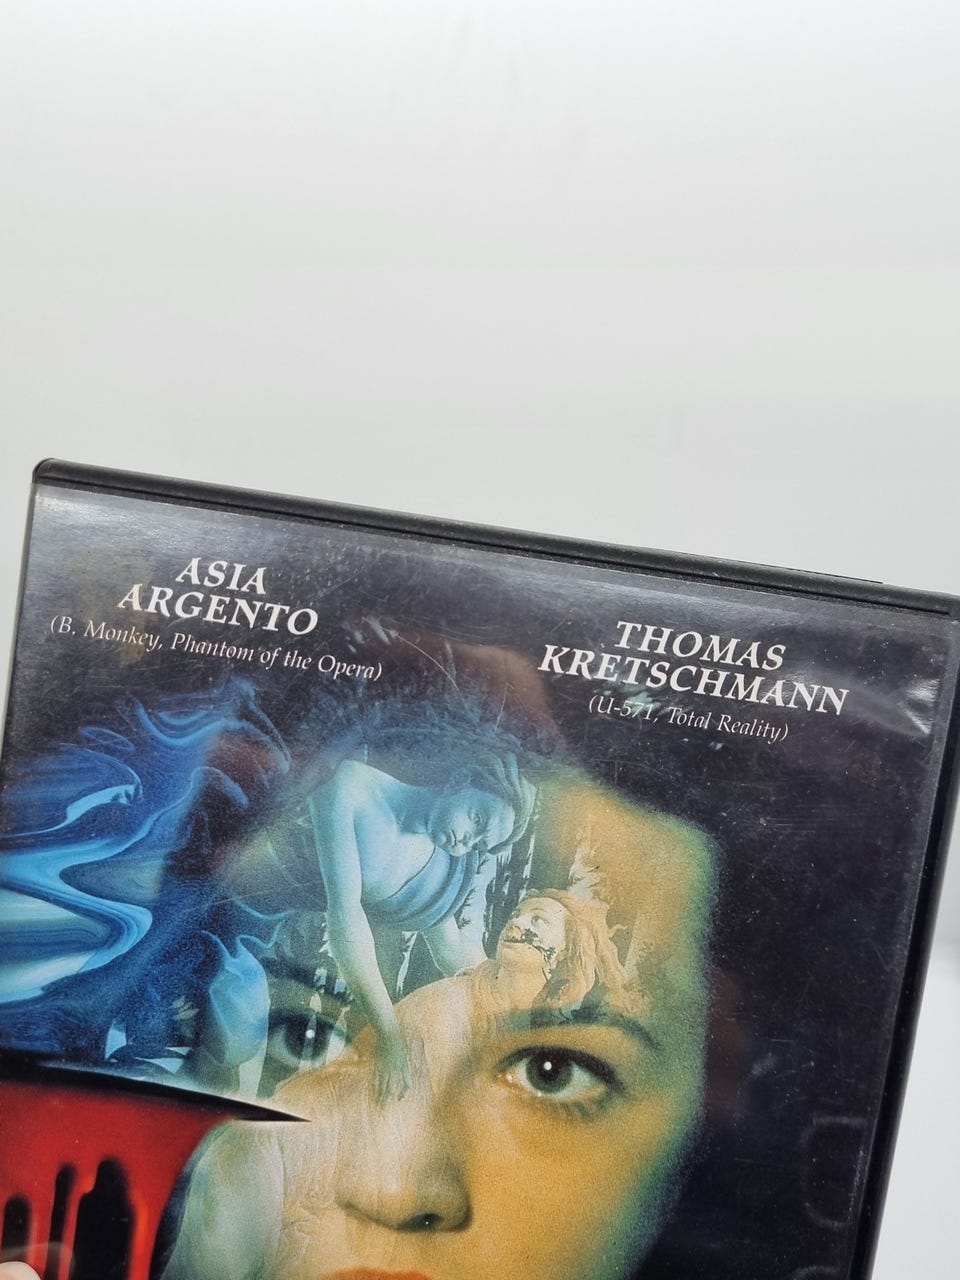 ASIA
ARGENTO
(B. Monkey, Phantom of the Opera)
THOMAS
KRETSCHMANN
(U-571, Total Reality)